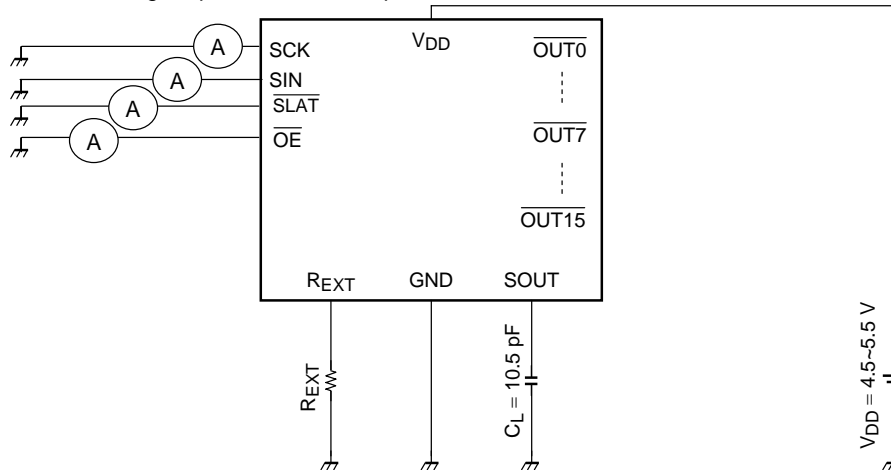 A
A
A
A
SCK
SIN
SLAT
OE
VDD
OUT0
OUT7
OUT15
REXT
GND
SOUT
REXT
CL = 10.5 pF
VDD = 4.5~5.5 V